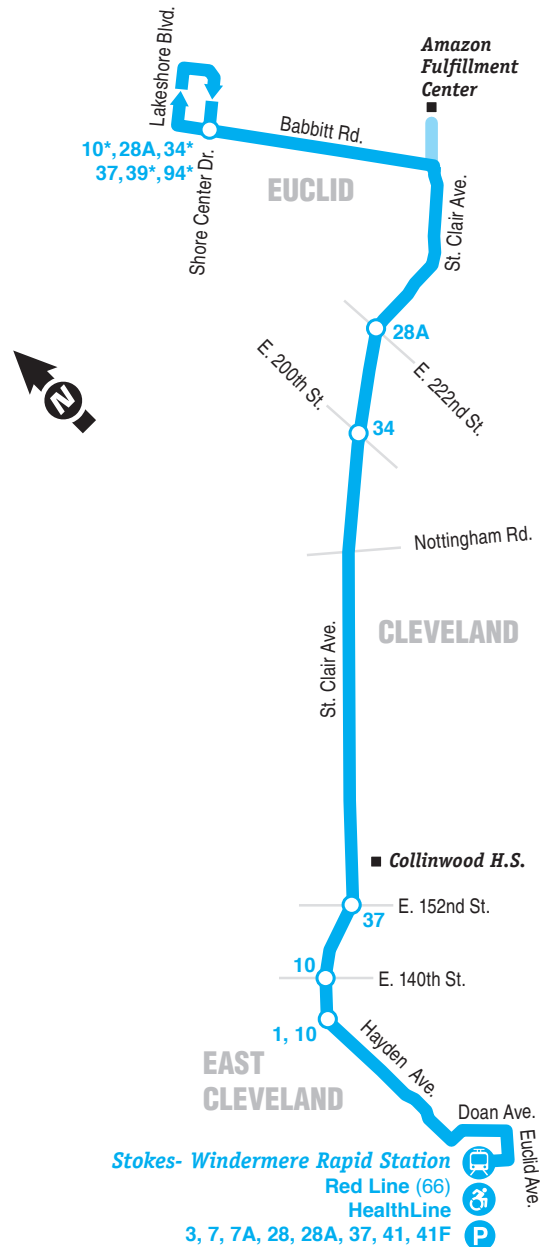 Lakeshore Blvd.
Amazon
Fulfillment
Center
Babbitt Rd.
10*, 28A, 34*
37, 39*, 94*
Shore Center Dr.
EUCLID
St. Clair Ave.
28A
E. 222nd St.
E. 200th St.
34
N
Nottingham Rd.
CLEVELAND
St. Clair Ave.
Collinwood H.S.
E. 152nd St.
37
10
E. 140th St.
1, 10
Hayden Ave.
EAST
CLEVELAND
Doan Ave.
Euclid Ave.
Stokes- Windermere Rapid Station
Red Line (66)
HealthLine
3, 7, 7A, 28, 28A, 37, 41, 41F
P